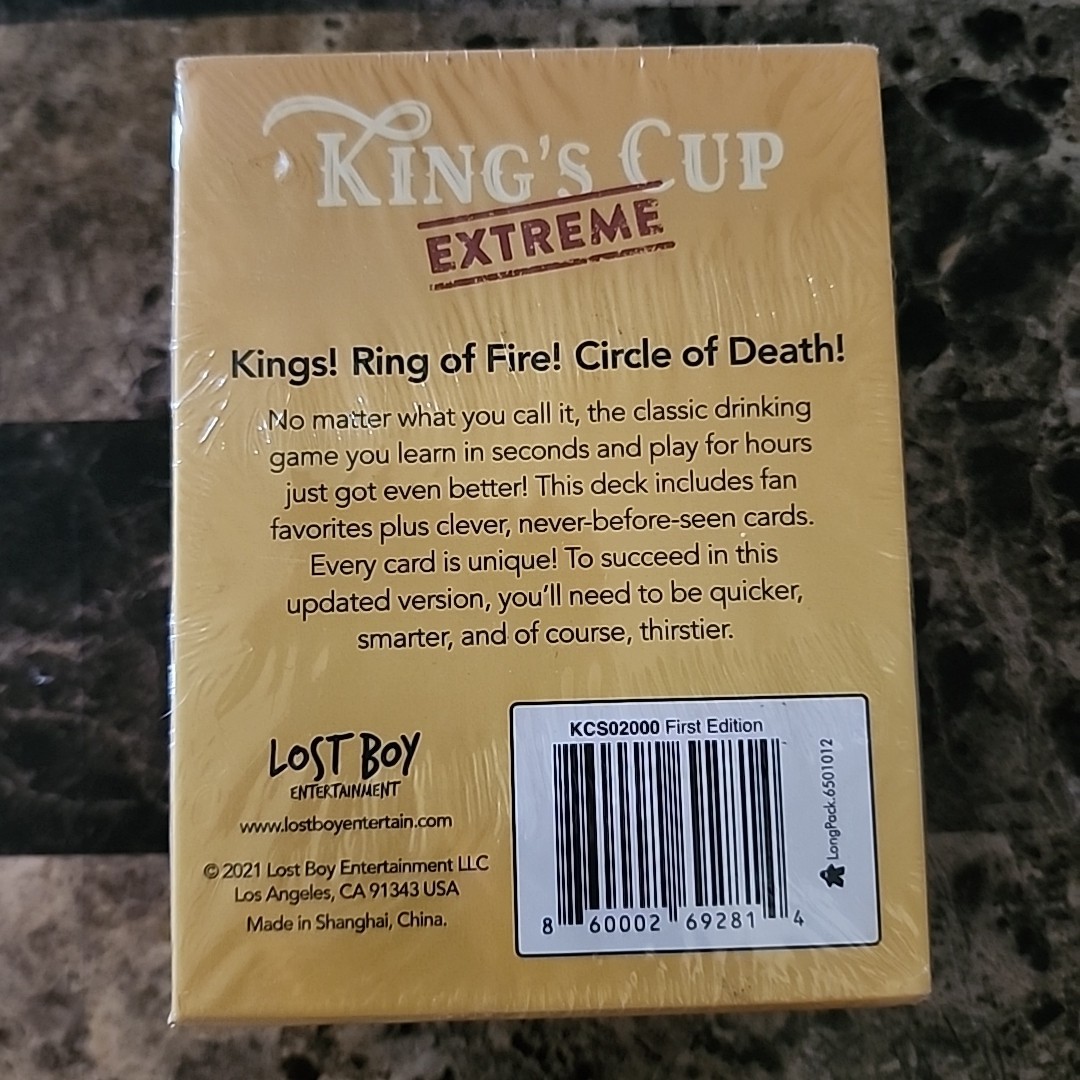 KING'S CUP
EXTREME
Kings! Ring of Fire! Circle of Death!
No matter what you call it, the classic drinking
game you learn in seconds and play for hours
just got even better! This deck includes fan
favorites plus clever, never-before-seen cards.
Every card is unique! To succeed in this
updated version, you'll need to be quicker,
smarter, and of course, thirstier.
LOST BOY
ENTERTAINMENT
www.lostboyentertain.com
© 2021 Lost Boy Entertainment LLC
Los Angeles, CA 91343 USA
Made in Shanghai, China.
KCS02000 First Edition
8 60002 69281 4
LongPack.6501012